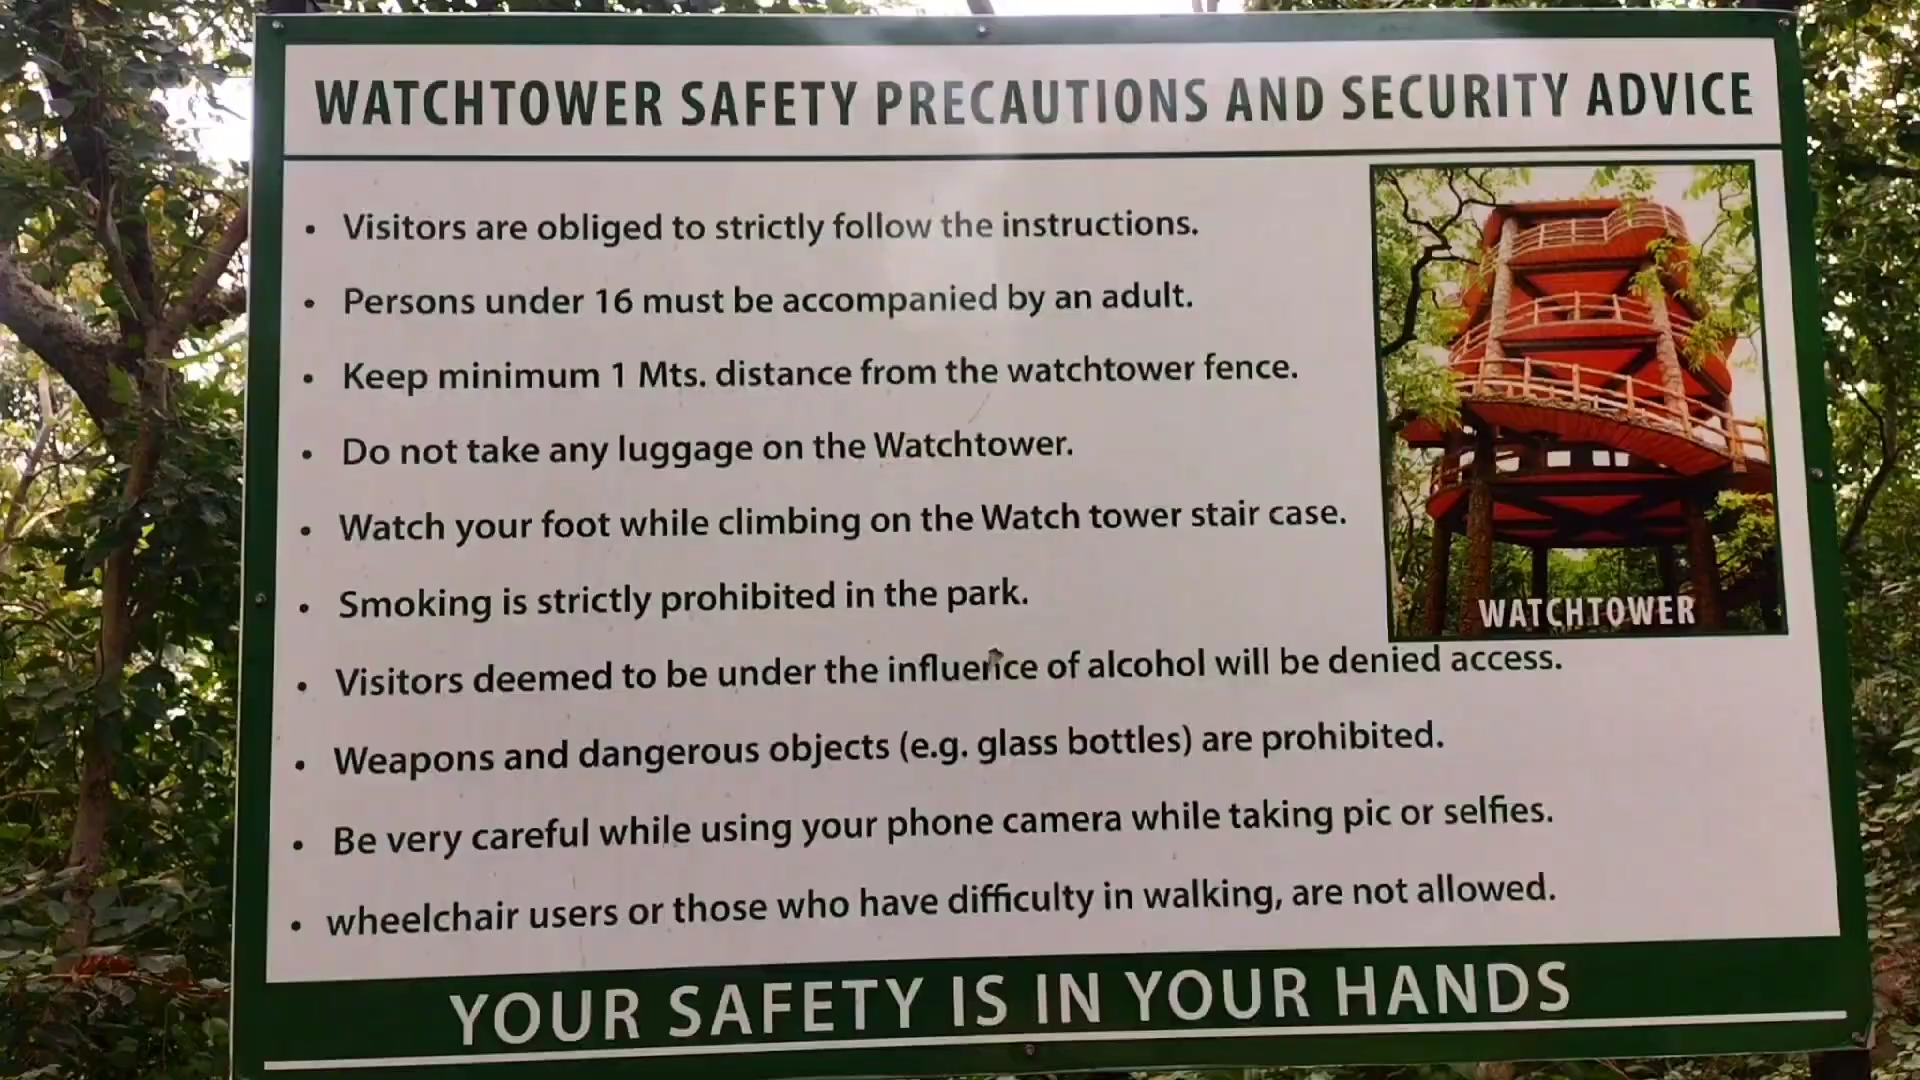 WATCHTOWER SAFETY PRECAUTIONS AND SECURITY ADVICE
• Visitors are obliged to strictly follow the instructions.
• Persons under 16 must be accompanied by an adult.
• Keep minimum 1 Mts. distance from the watchtower fence.
• Do not take any luggage on the Watchtower.
• Watch your foot while climbing on the Watch tower stair case.
• Smoking is strictly prohibited in the park.
• Visitors deemed to be under the influence of alcohol will be denied access.
• Weapons and dangerous objects (e.g. glass bottles) are prohibited.
• Be very careful while using your phone camera while taking pic or selfies.
• wheelchair users or those who have difficulty in walking, are not allowed.
WATCHTOWER
YOUR SAFETY IS IN YOUR HANDS